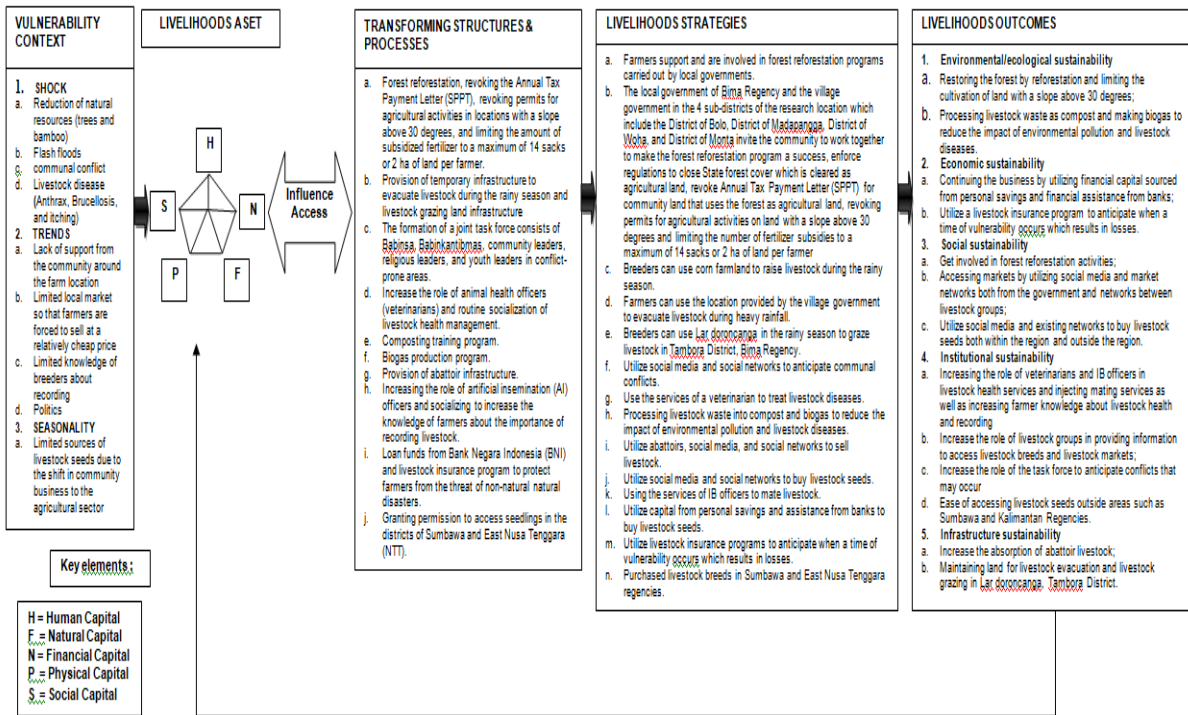 VULNERABILITY
CONTEXT
1. SHOCK
a. Reduction of natural
resources (trees and
bamboo)
b. Flash floods
c. communal conflict
d. Livestock disease
(Anthrax, Brucellosis,
and itching)
2. TRENDS
a. Lack of support from
the community around
the farm location
b. Limited local market
so that farmers are
forced to sell at a
relatively cheap price
c. Limited knowledge of
breeders about
recording
d. Politics
3. SEASONALITY
a. Limited sources of
livestock seeds due to
the shift in community
business to the
agricultural sector
LIVELIHOODS ASET
H
S
N
P
F
Influence
Access
TRANSFORMING STRUCTURES &
PROCESSES
a. Forest reforestation, revoking the Annual Tax
Payment Letter (SPPT), revoking permits for
agricultural activities in locations with a slope
above 30 degrees, and limiting the amount of
subsidized fertilizer to a maximum of 14 sacks
or 2 ha of land per farmer.
b. Provision of temporary infrastructure to
evacuate livestock during the rainy season and
livestock grazing land infrastructure
c. The formation of a joint task force consists of
Babinsa, Babinkantibmas, community leaders,
religious leaders, and youth leaders in conflict-
prone areas.
d. Increase the role of animal health officers
(veterinarians) and routine socialization of
livestock health management.
e. Composting training program.
f. Biogas production program.
g. Provision of abattoir infrastructure.
h. Increasing the role of artificial insemination (AI)
officers and socializing to increase the
knowledge of farmers about the importance of
recording livestock.
i. Loan funds from Bank Negara Indonesia (BNI)
and livestock insurance program to protect
farmers from the threat of non-natural natural
disasters.
j. Granting permission to access seedlings in the
districts of Sumbawa and East Nusa Tenggara
(NTT).
LIVELIHOODS STRATEGIES
a. Farmers support and are involved in forest reforestation programs
carried out by local governments.
b. The local government of Bima Regency and the village
government in the 4 sub-districts of the research location which
include the District of Bolo, District of Madapangga, District of
Woha, and District of Monta invite the community to work together
to make the forest reforestation program a success, enforce
regulations to close State forest cover which is cleared as
agricultural land, revoke Annual Tax Payment Letter (SPPT) for
community land that uses the forest as agricultural land, revoking
permits for agricultural activities on land with a slope above 30
degrees and limiting the number of fertilizer subsidies to a
maximum of 14 sacks or 2 ha of land per farmer
c. Breeders can use corn farmland to raise livestock during the rainy
season.
d. Farmers can use the location provided by the village government
to evacuate livestock during heavy rainfall.
e. Breeders can use Lar doroncanga in the rainy season to graze
livestock in Tambora District, Bima Regency.
f. Utilize social media and social networks to anticipate communal
conflicts.
g. Use the services of a veterinarian to treat livestock diseases.
h. Processing livestock waste into compost and biogas to reduce the
impact of environmental pollution and livestock diseases.
i. Utilize abattoirs, social media, and social networks to sell
livestock.
j. Utilize social media and social networks to buy livestock seeds.
k. Using the services of IB officers to mate livestock.
l. Utilize capital from personal savings and assistance from banks to
buy livestock seeds.
m. Utilize livestock insurance programs to anticipate when a time of
vulnerability occurs which results in losses.
n. Purchased livestock breeds in Sumbawa and East Nusa Tenggara
regencies.
LIVELIHOODS OUTCOMES
1. Environmental/ecological sustainability
a. Restoring the forest by reforestation and limiting the
cultivation of land with a slope above 30 degrees;
b. Processing livestock waste as compost and making biogas to
reduce the impact of environmental pollution and livestock
diseases.
2. Economic sustainability
a. Continuing the business by utilizing financial capital sourced
from personal savings and financial assistance from banks;
b. Utilize a livestock insurance program to anticipate when a
time of vulnerability occurs which results in losses.
3. Social sustainability
a. Get involved in forest reforestation activities;
b. Accessing markets by utilizing social media and market
networks both from the government and networks between
livestock groups;
c. Utilize social media and existing networks to buy livestock
seeds both within the region and outside the region.
4. Institutional sustainability
a. Increasing the role of veterinarians and IB officers in
livestock health services and injecting mating services as
well as increasing farmer knowledge about livestock health
and recording
b. Increase the role of livestock groups in providing information
to access livestock breeds and livestock markets;
c. Increase the role of the task force to anticipate conflicts that
may occur
d. Ease of accessing livestock seeds outside areas such as
Sumbawa and Kalimantan Regencies.
5. Infrastructure sustainability
a. Increase the absorption of abattoir livestock;
b. Maintaining land for livestock evacuation and livestock
grazing in Lar doroncanga, Tambora District.
Key elements :
H = Human Capital
F = Natural Capital
N = Financial Capital
P = Physical Capital
S = Social Capital